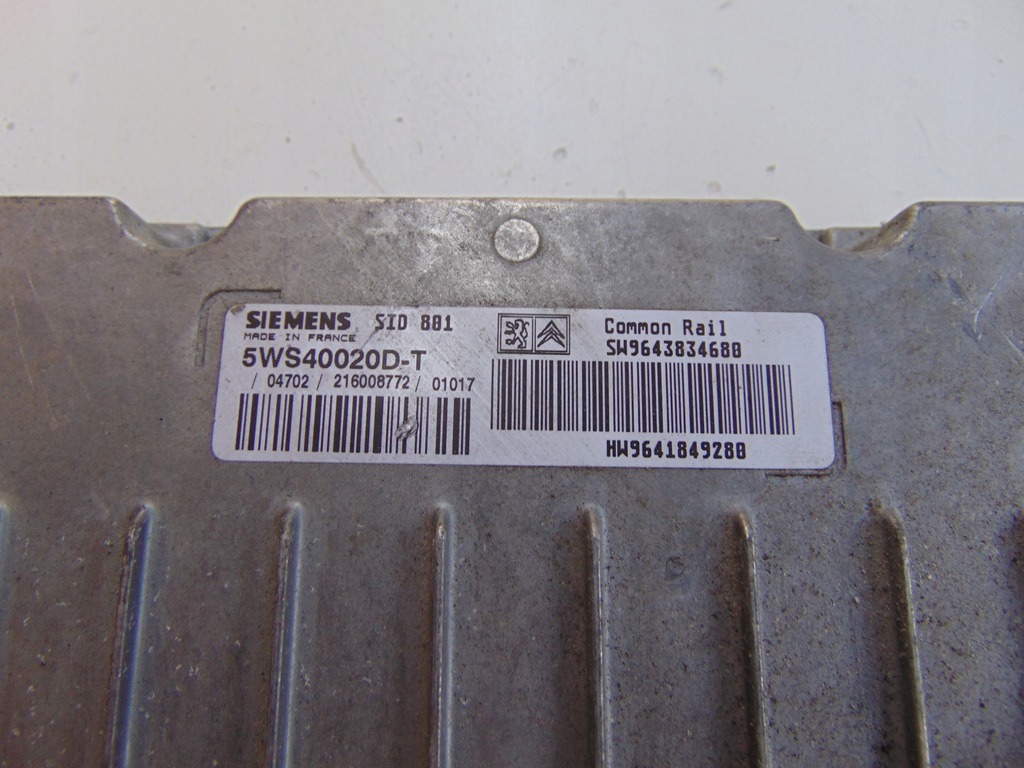 SIEMENS SID 801
MADE IN FRANCE
5WS40020D-T
/ 04702 / 216008772 / 01017
Common Rail
SW9643834680
HW9641849280